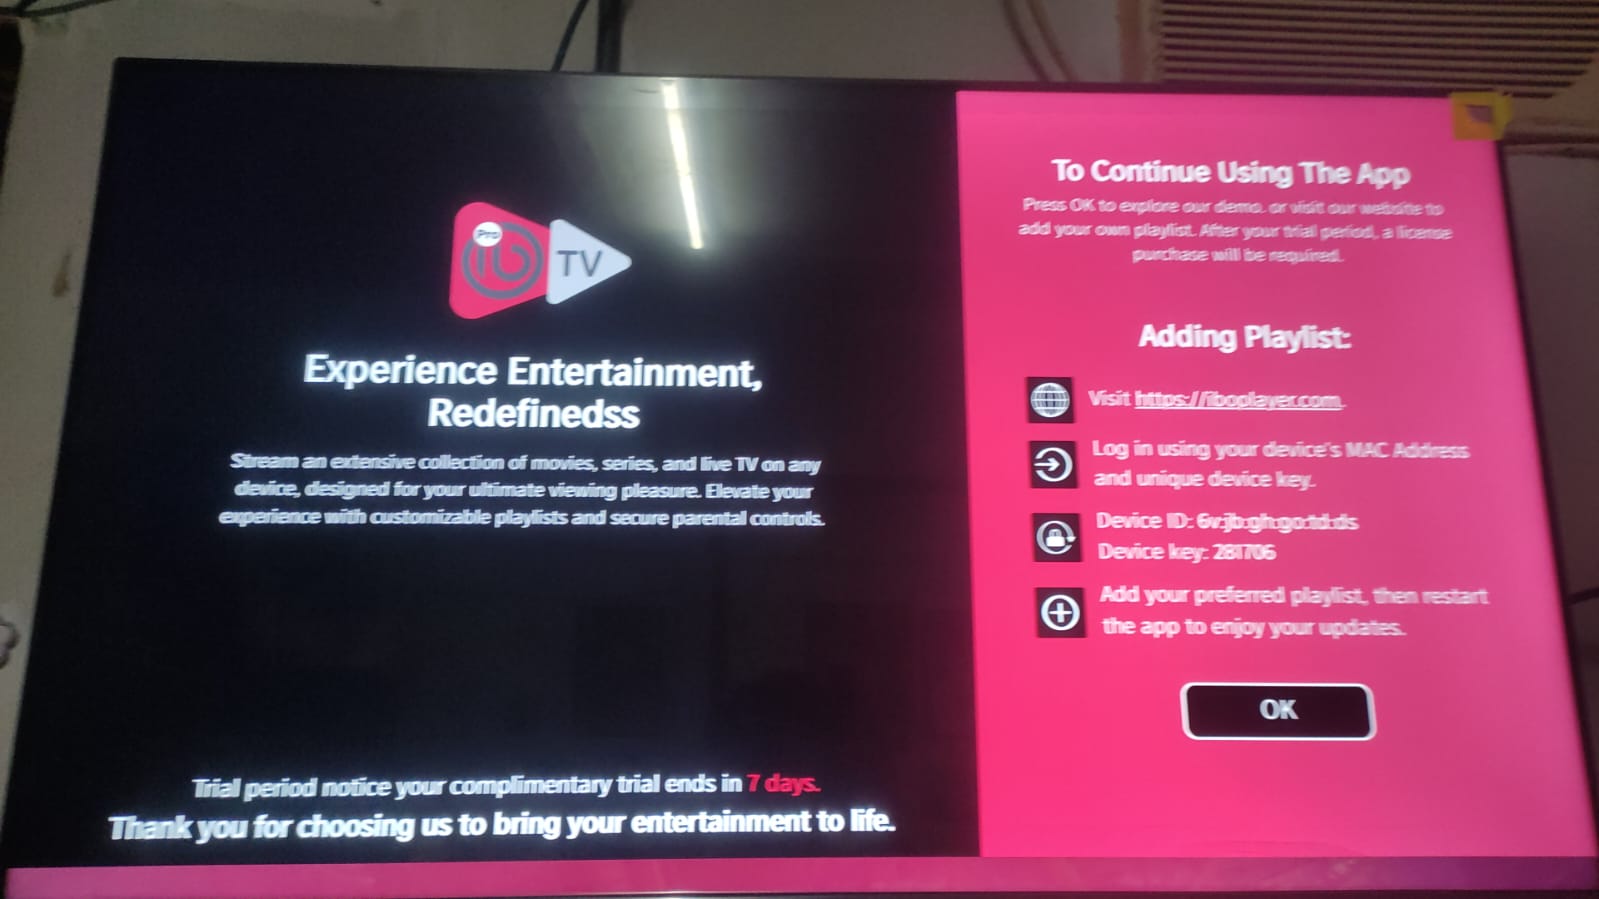 Pro
ib
TV
Experience Entertainment,
Redefinedss
Stream an extensive collection of movies, series, and live TV on any
device, designed for your ultimate viewing pleasure. Elevate your
experience with customizable playlists and secure parental controls.
Trial period notice your complimentary trial ends in 7 days.
Thank you for choosing us to bring your entertainment to life.
To Continue Using The App
Press OK to explore our demo, or visit our website to
add your own playlist. After your trial period, a license
purchase will be required.
Adding Playlist:
Visit https://iboplayer.com.
Log in using your device's MAC Address
and unique device key.
Device ID:
Device key: 281706
Add your preferred playlist, then restart
the app to enjoy your updates.
OK